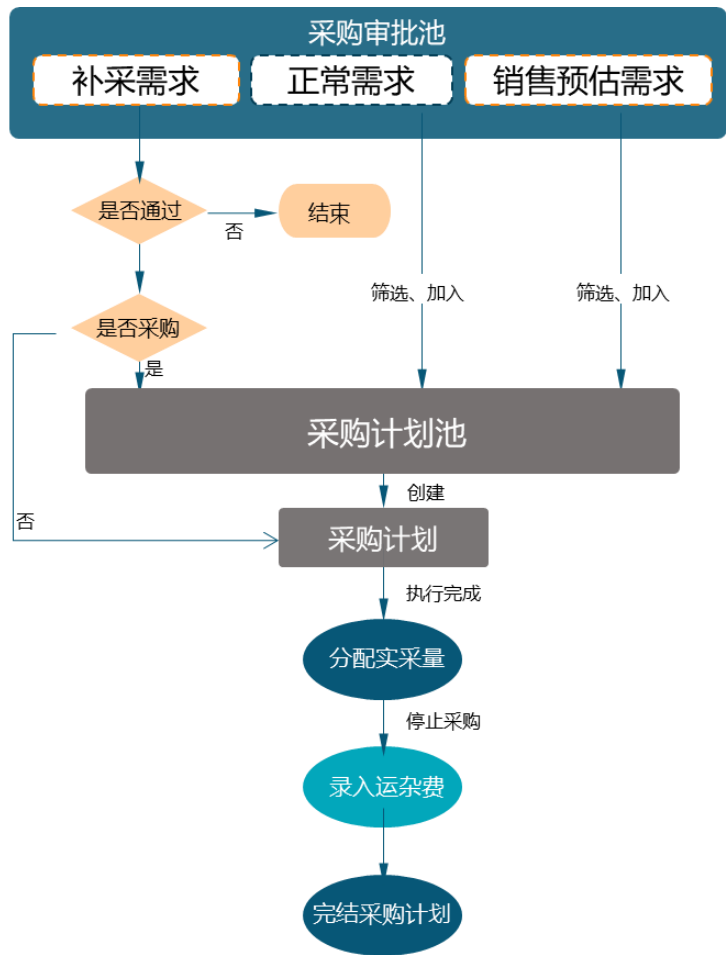 采购审批池
补采需求
正常需求
销售预估需求
是否通过
否
结束
筛选、加入
筛选、加入
是否采购
是
采购计划池
创建
否
采购计划
执行完成
分配实采量
停止采购
录入运杂费
完结采购计划